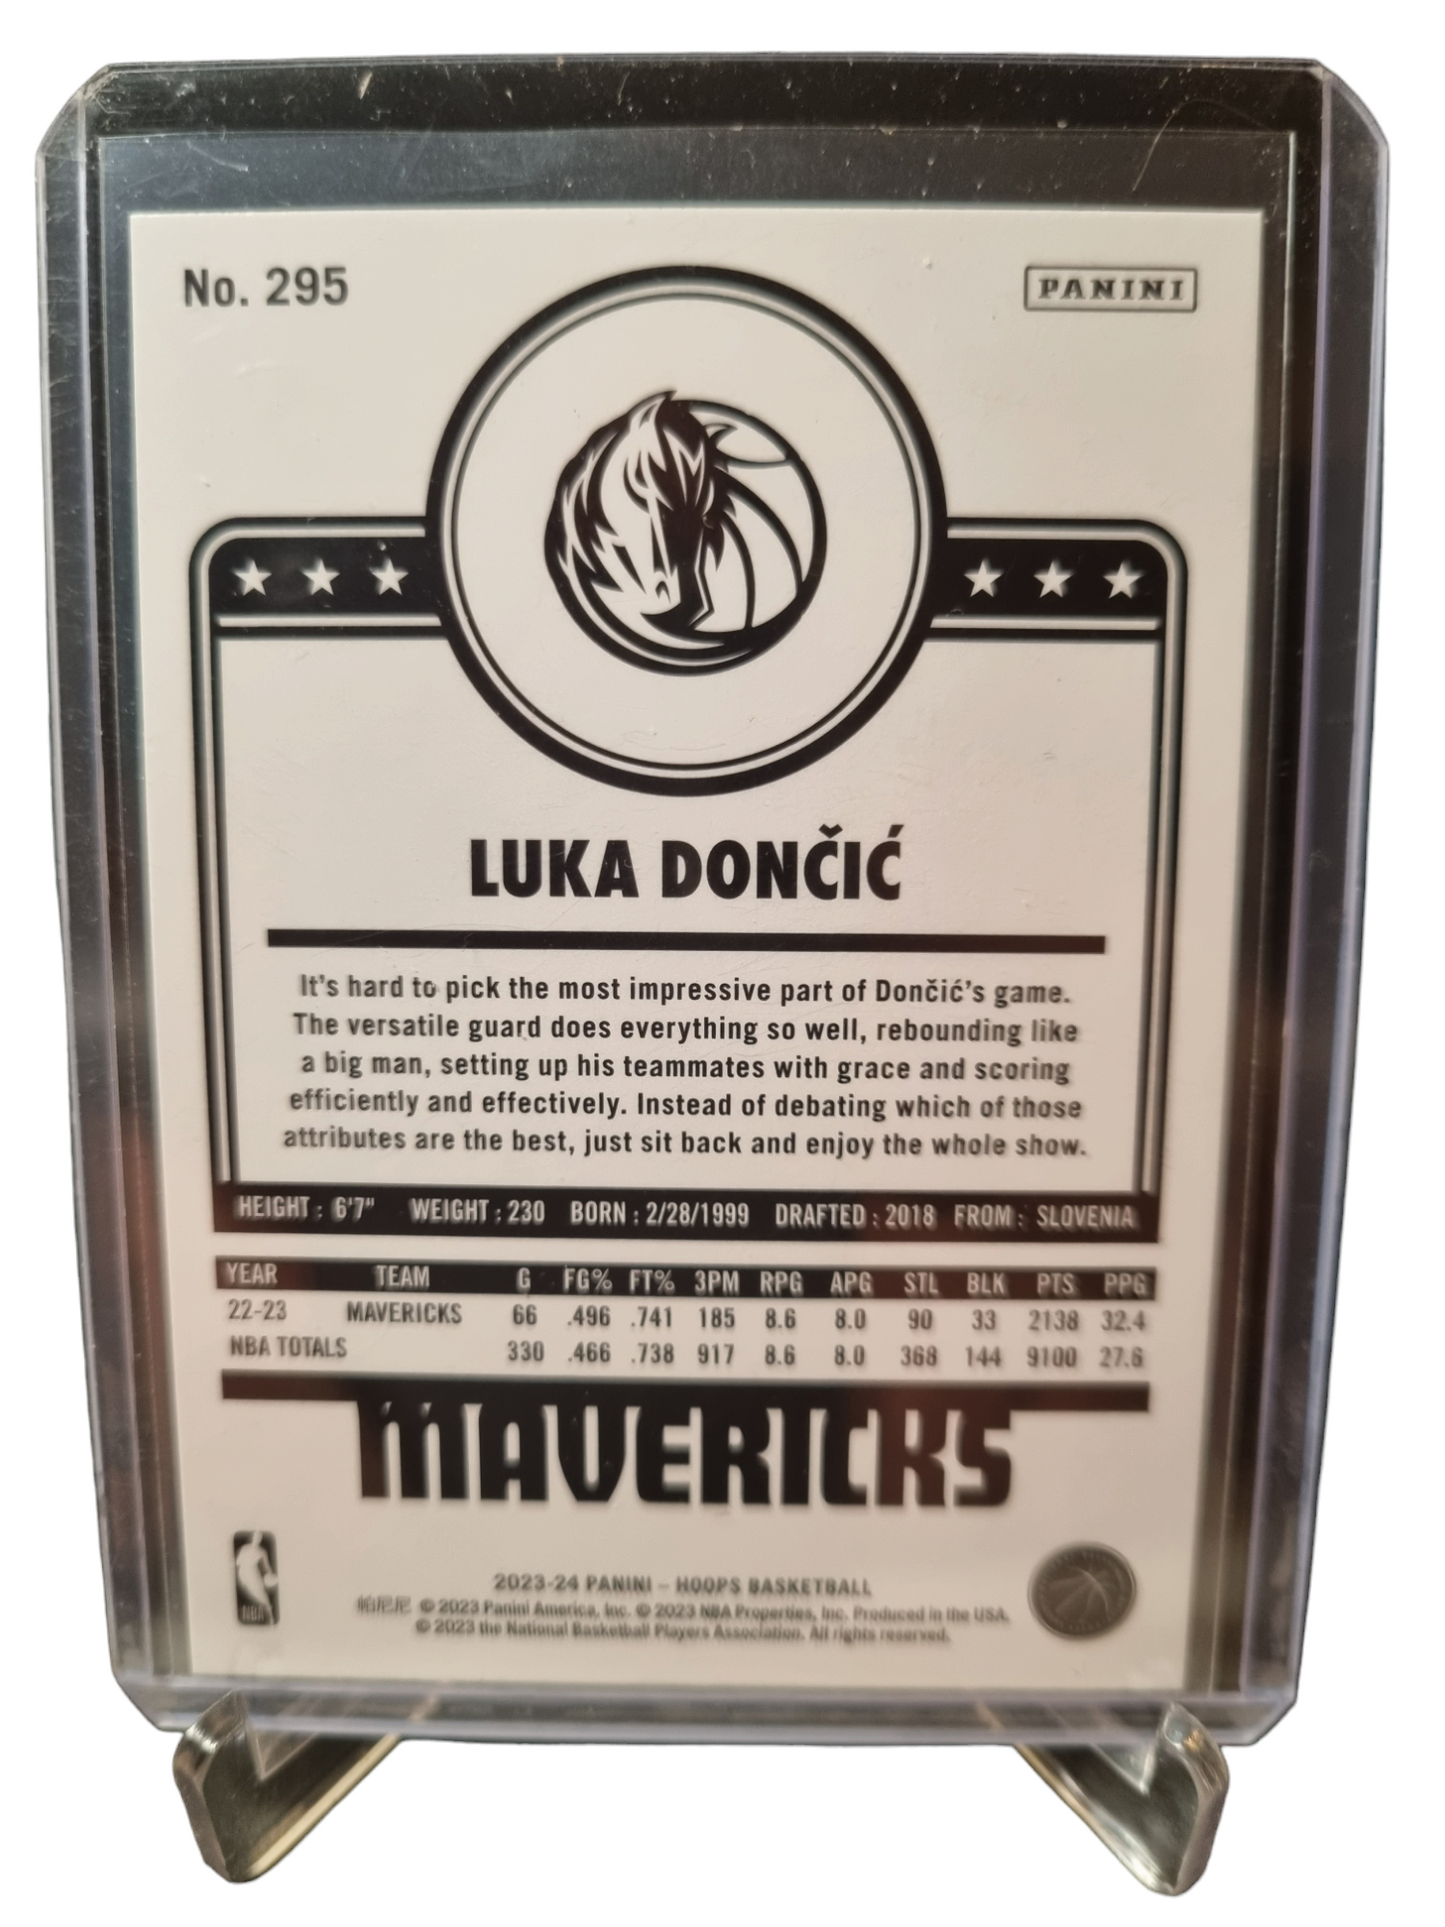 No. 295
PANINI
LUKA DONČIĆ
It's hard to pick the most impressive part of Dončić's game.
The versatile guard does everything so well, rebounding like
a big man, setting up his teammates with grace and scoring
efficiently and effectively. Instead of debating which of those
attributes are the best, just sit back and enjoy the whole show.
HEIGHT : 6'7" WEIGHT : 230 BORN : 2/28/1999 DRAFTED : 2018 FROM : SLOVENIA
YEAR TEAM G FG% FT% 3PM RPG APG STL BLK PTS PPG
22-23 MAVERICKS 66 .496 .741 185 8.6 8.0 90 33 2138 32.4
NBA TOTALS 330 .466 .738 917 8.6 8.0 368 144 9100 27.6
MAVERICKS
NBA
2023-24 PANINI – HOOPS BASKETBALL
帕尼尼 © 2023 Panini America, Inc. © 2023 NBA Properties, Inc. Produced in the USA.
© 2023 the National Basketball Players Association. All rights reserved.